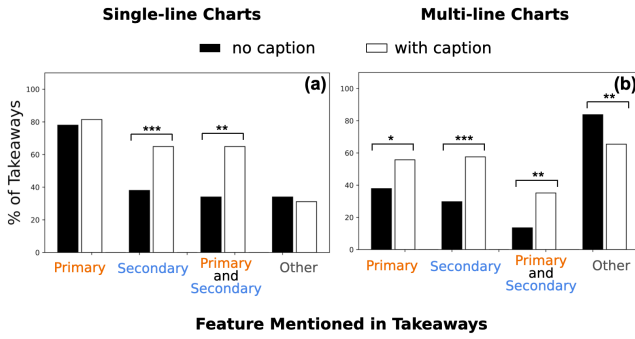 Single-line Charts
Multi-line Charts
no caption
with caption
(a)
(b)
% of Takeaways
100
80
60
40
20
0
***
**
100
80
60
40
20
0
*
***
**
**
Primary
Secondary
Primary
and
Secondary
Other
Primary
Secondary
Primary
and
Secondary
Other
Feature Mentioned in Takeaways